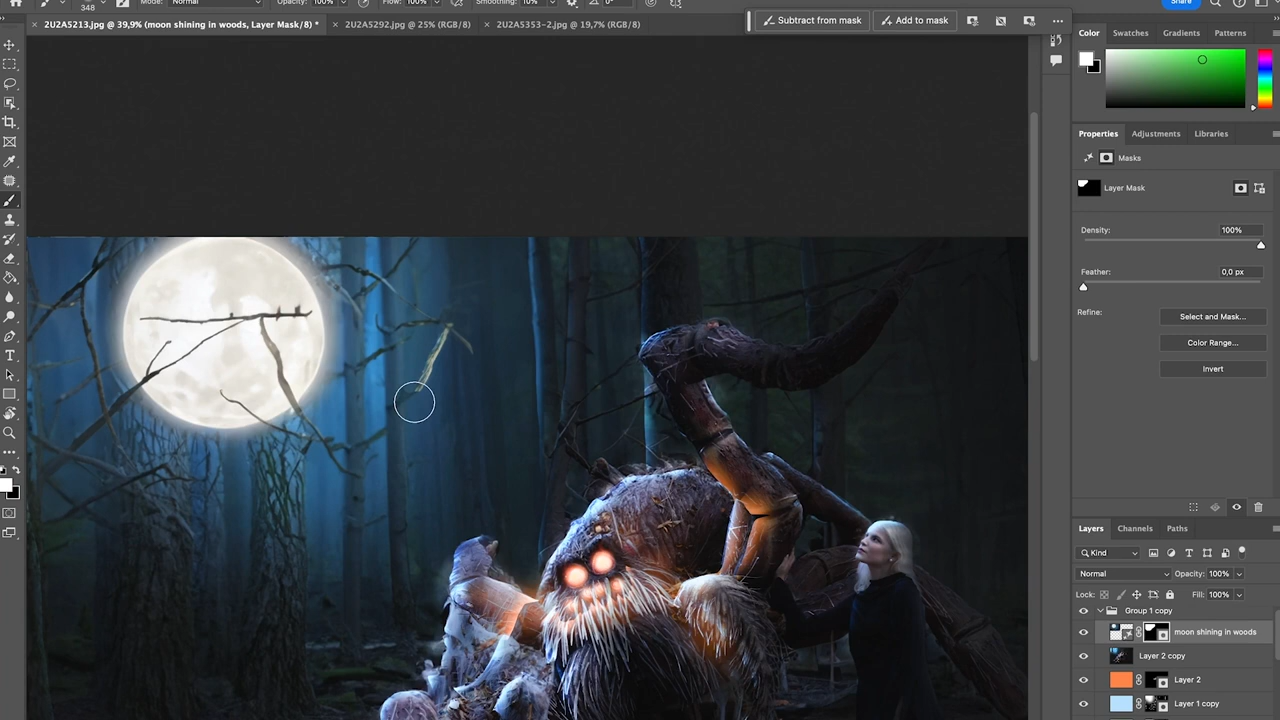 348
Mode: Normal
Opacity: 100%
Flow: 100%
Smoothing: 10%
0°
Share
× 2U2A5213.jpg @ 39,9% (moon shining in woods, Layer Mask/8) *
× 2U2A5292.jpg @ 25% (RGB/8)
× 2U2A5353-2.jpg @ 19,7% (RGB/8)
Subtract from mask
Add to mask
Color
Swatches
Gradients
Patterns
Properties
Adjustments
Libraries
Masks
Layer Mask
Density:
100%
Feather:
0,0 px
Refine:
Select and Mask...
Color Range...
Invert
Layers
Channels
Paths
Kind
Normal
Opacity: 100%
Lock:
Fill: 100%
Group 1 copy
moon shining in woods
Layer 2 copy
Layer 2
Layer 1 copy